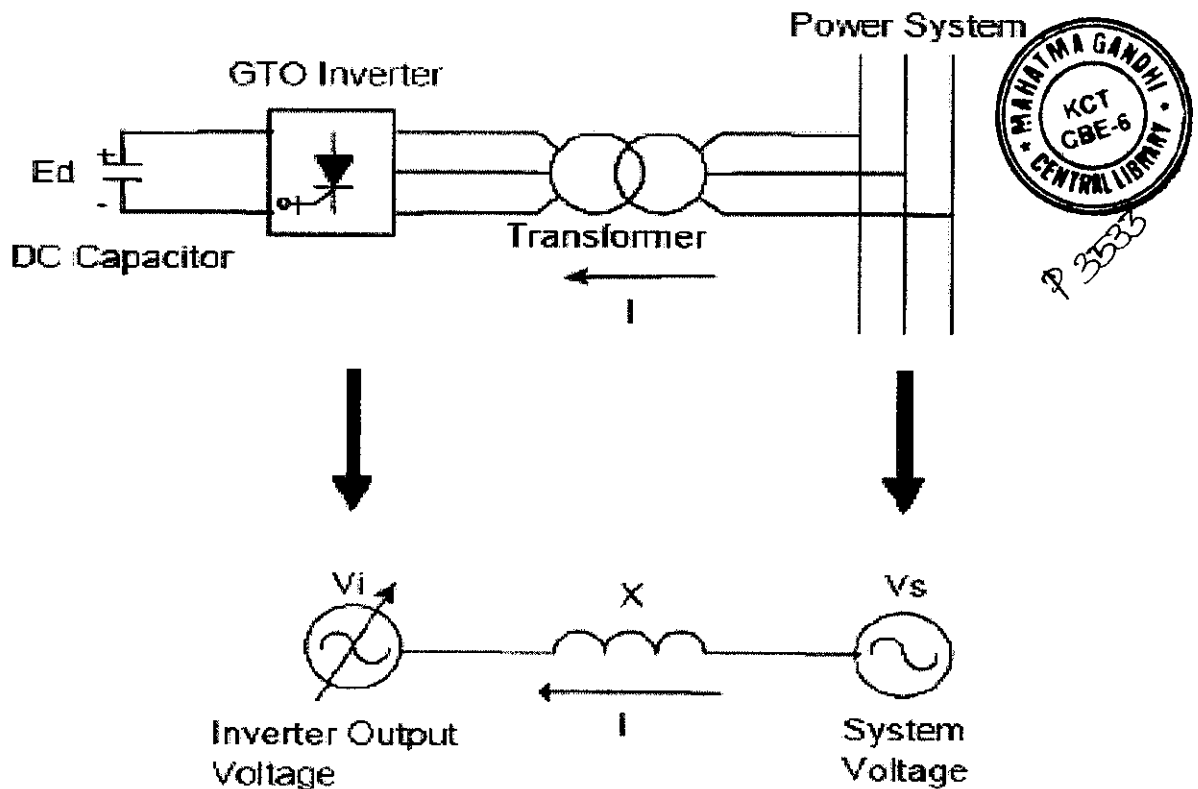 Power System
GTO Inverter
MAHATMA GANDHI
KCT
CBE-6
CENTRAL LIBRARY
P 3533
Ed
+
-
DC Capacitor
Transformer
I
Vi
X
Vs
I
Inverter Output
Voltage
System
Voltage